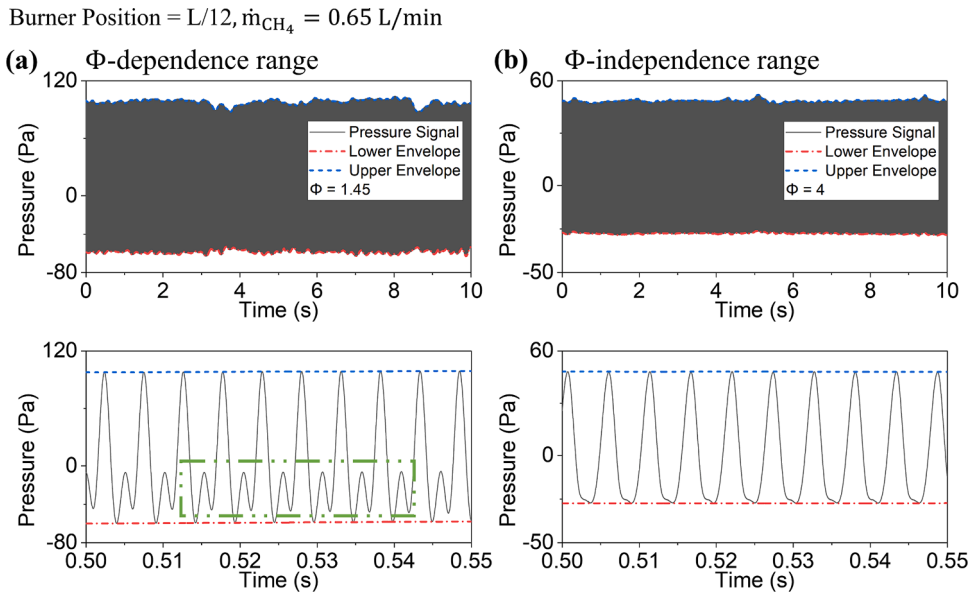 Burner Position = L/12, ṁ_CH₄ = 0.65 L/min
(a) Φ-dependence range
(b) Φ-independence range
120
0
-80
Pressure (Pa)
Pressure Signal
Lower Envelope
Upper Envelope
Φ = 1.45
0 2 4 6 8 10
Time (s)
60
0
-50
Pressure (Pa)
Pressure Signal
Lower Envelope
Upper Envelope
Φ = 4
0 2 4 6 8 10
Time (s)
120
0
-80
Pressure (Pa)
0.50 0.51 0.52 0.53 0.54 0.55
Time (s)
60
0
-50
Pressure (Pa)
0.50 0.51 0.52 0.53 0.54 0.55
Time (s)